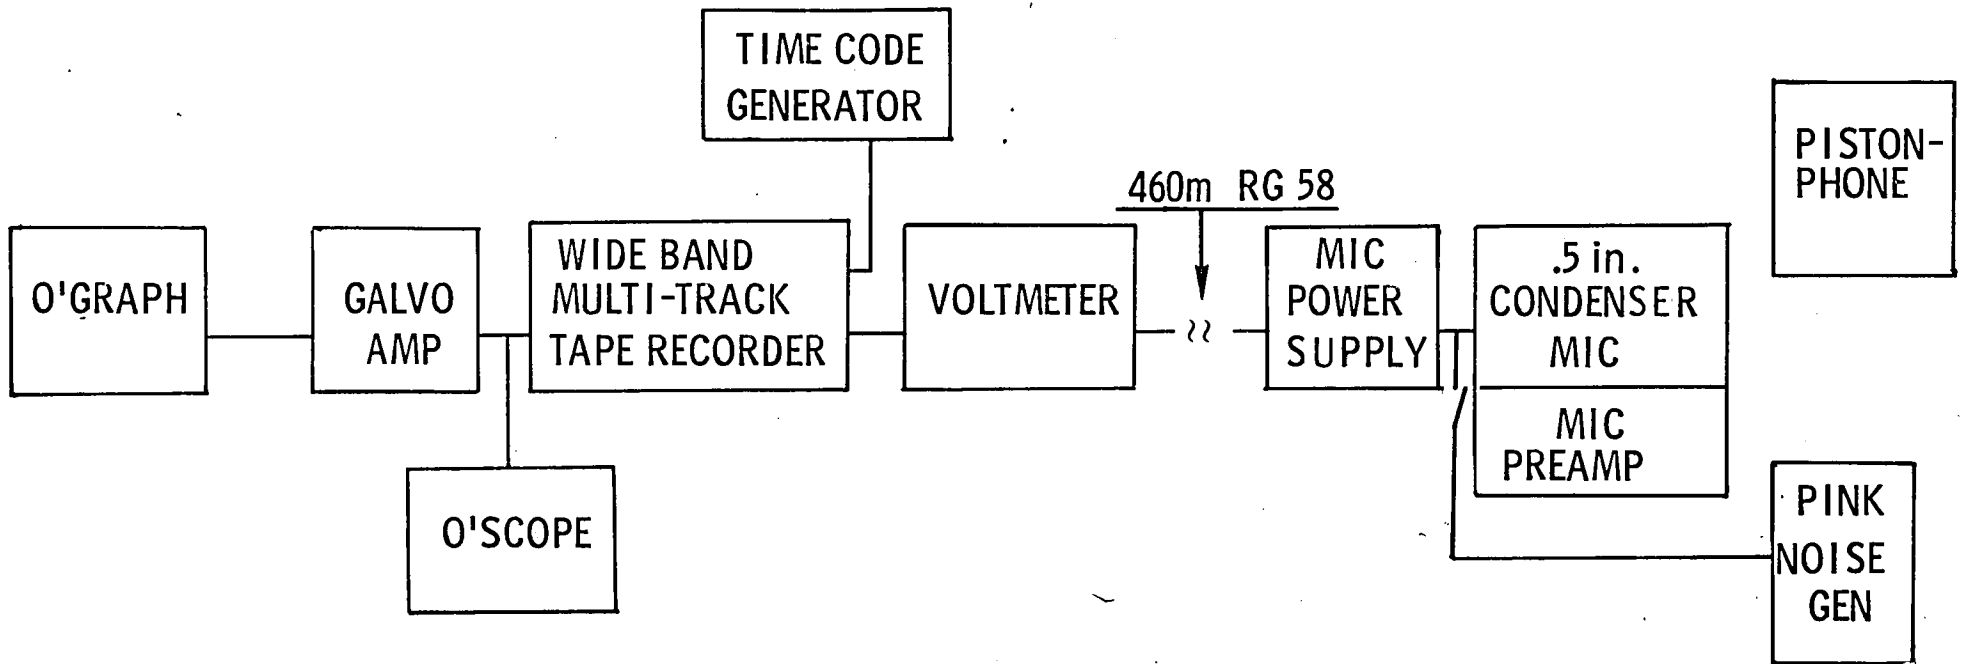 TIME CODE
GENERATOR
PISTON-
PHONE
460m RG 58
O'GRAPH
GALVO
AMP
WIDE BAND
MULTI-TRACK
TAPE RECORDER
VOLTMETER
MIC
POWER
SUPPLY
.5 in.
CONDENSER
MIC
MIC
PREAMP
O'SCOPE
PINK
NOISE
GEN